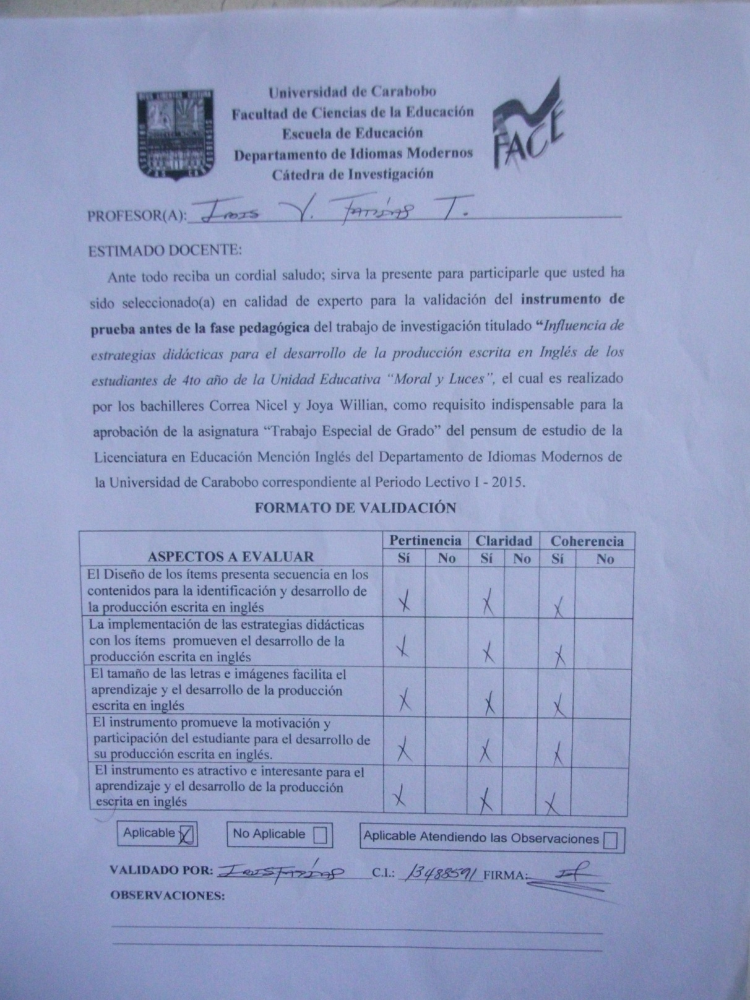 Universidad de Carabobo
Facultad de Ciencias de la Educación
Escuela de Educación
Departamento de Idiomas Modernos
Cátedra de Investigación
FACE
PROFESOR(A): Irois Y. Farías T.
ESTIMADO DOCENTE:
Ante todo reciba un cordial saludo; sirva la presente para participarle que usted ha
sido seleccionado(a) en calidad de experto para la validación del instrumento de
prueba antes de la fase pedagógica del trabajo de investigación titulado “Influencia de
estrategias didácticas para el desarrollo de la producción escrita en Inglés de los
estudiantes de 4to año de la Unidad Educativa “Moral y Luces”, el cual es realizado
por los bachilleres Correa Nicel y Joya Willian, como requisito indispensable para la
aprobación de la asignatura “Trabajo Especial de Grado” del pensum de estudio de la
Licenciatura en Educación Mención Inglés del Departamento de Idiomas Modernos de
la Universidad de Carabobo correspondiente al Periodo Lectivo I - 2015.
FORMATO DE VALIDACIÓN
ASPECTOS A EVALUAR Pertinencia Claridad Coherencia
Sí No Sí No Sí No
El Diseño de los ítems presenta secuencia en los
contenidos para la identificación y desarrollo de
la producción escrita en inglés X X X
La implementación de las estrategias didácticas
con los ítems promueven el desarrollo de la
producción escrita en inglés X X X
El tamaño de las letras e imágenes facilita el
aprendizaje y el desarrollo de la producción
escrita en inglés X X X
El instrumento promueve la motivación y
participación del estudiante para el desarrollo de
su producción escrita en inglés. X X X
El instrumento es atractivo e interesante para el
aprendizaje y el desarrollo de la producción
escrita en inglés X X X
Aplicable X No Aplicable Aplicable Atendiendo las Observaciones
VALIDADO POR: Irois Farías C.I.: 13488591 FIRMA:
OBSERVACIONES: